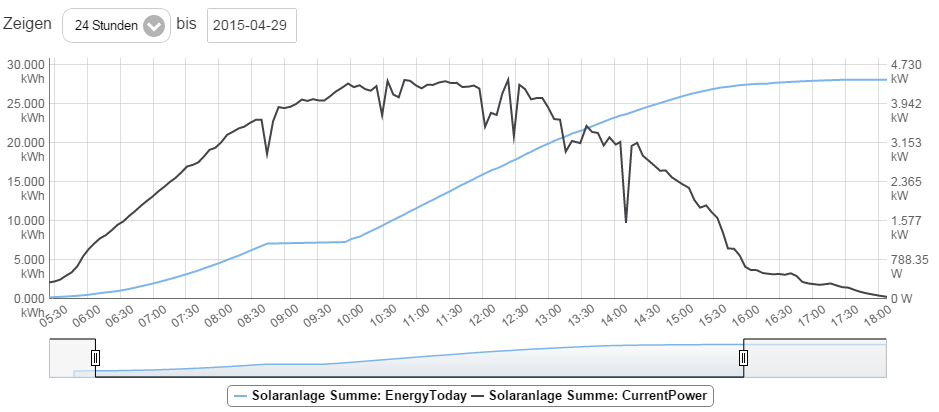 Zeigen 24 Stunden bis 2015-04-29
30.000 kWh
25.000 kWh
20.000 kWh
15.000 kWh
10.000 kWh
5.000 kWh
0.000 kWh
4.730 kW
3.942 kW
3.153 kW
2.365 kW
1.577 kW
788.35 W
0 W
05:30 06:00 06:30 07:00 07:30 08:00 08:30 09:00 09:30 10:00 10:30 11:00 11:30 12:00 12:30 13:00 13:30 14:00 14:30 15:00 15:30 16:00 16:30 17:00 17:30 18:00
Solaranlage Summe: EnergyToday Solaranlage Summe: CurrentPower